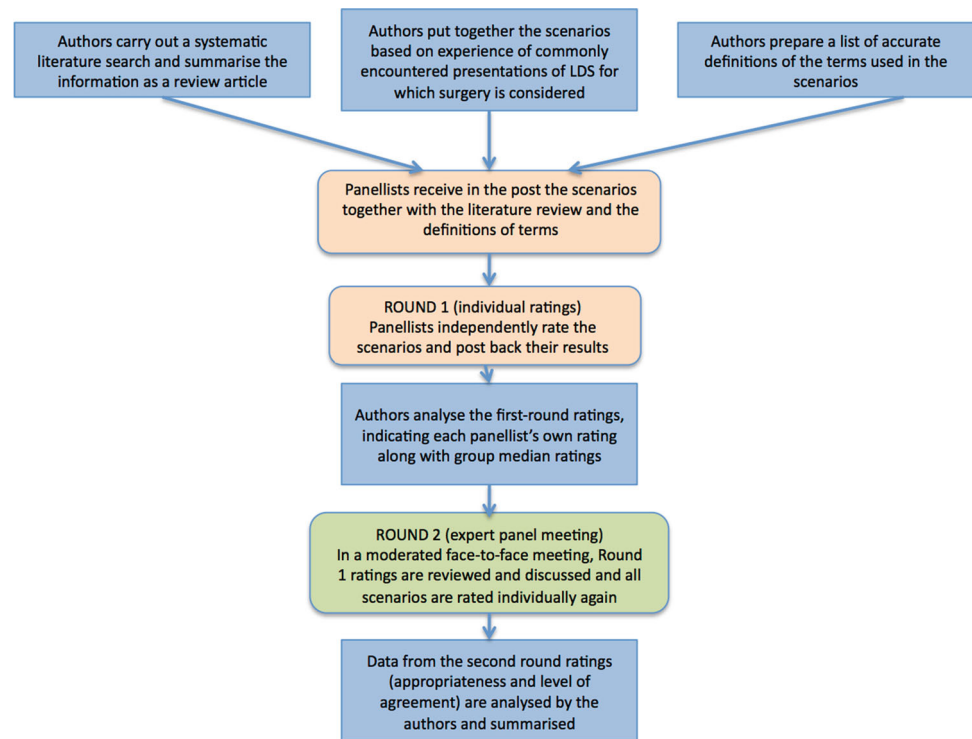 Authors carry out a systematic
literature search and summarise the
information as a review article
Authors put together the scenarios
based on experience of commonly
encountered presentations of LDS for
which surgery is considered
Authors prepare a list of accurate
definitions of the terms used in the
scenarios
Panellists receive in the post the scenarios
together with the literature review and the
definitions of terms
ROUND 1 (individual ratings)
Panellists independently rate the
scenarios and post back their results
Authors analyse the first-round ratings,
indicating each panellist's own rating
along with group median ratings
ROUND 2 (expert panel meeting)
In a moderated face-to-face meeting, Round
1 ratings are reviewed and discussed and all
scenarios are rated individually again
Data from the second round ratings
(appropriateness and level of
agreement) are analysed by the
authors and summarised